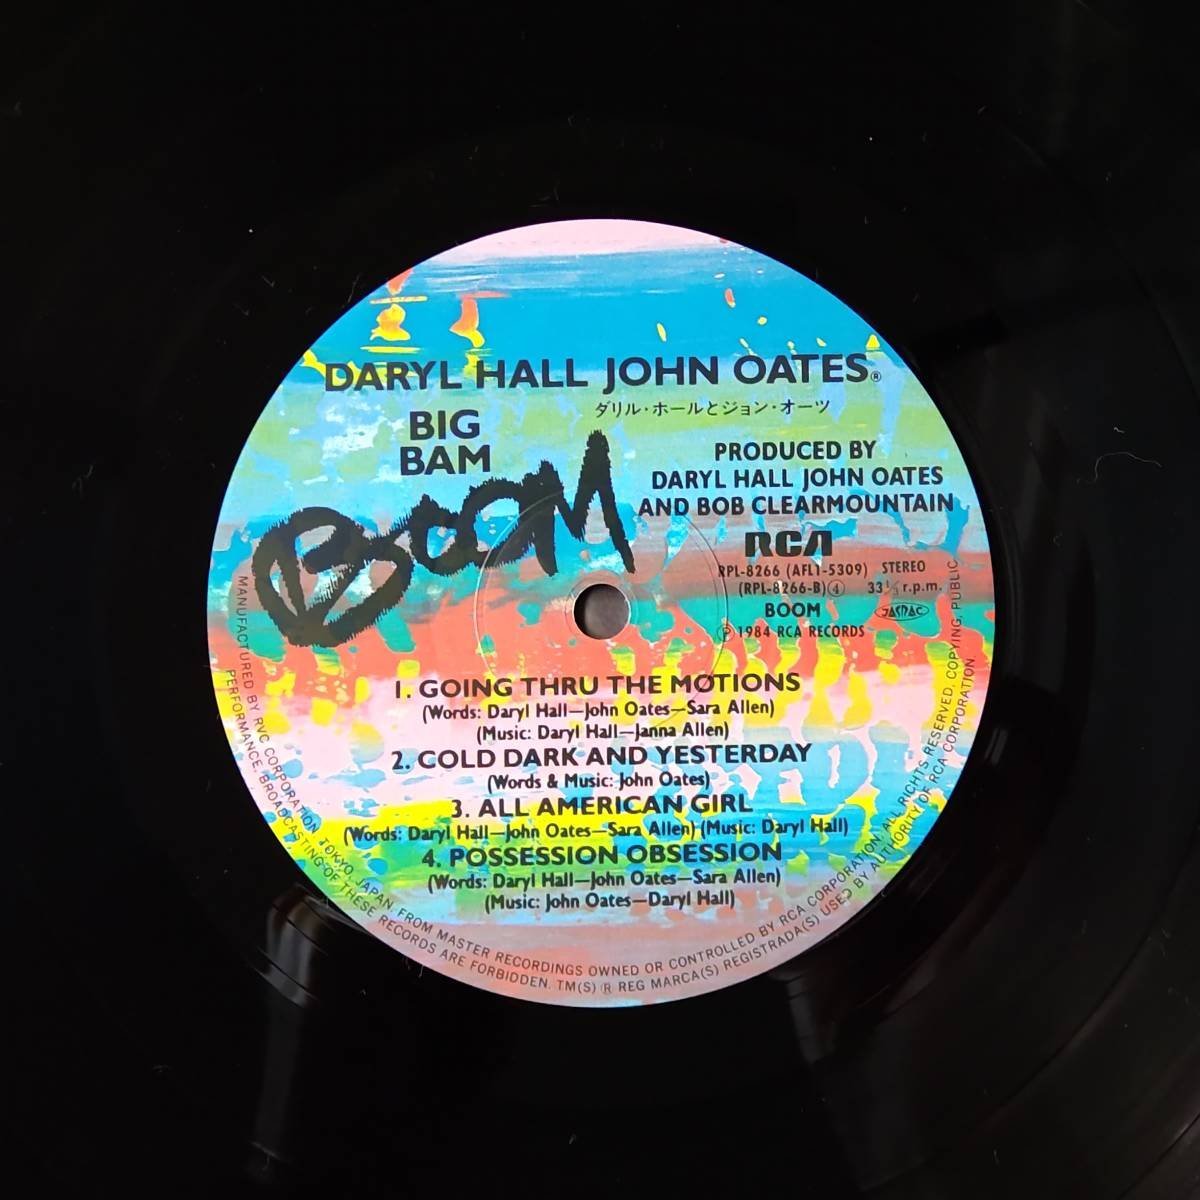 DARYL HALL JOHN OATES®
ダリル・ホールとジョン・オーツ
BIG
BAM
BOOM
PRODUCED BY
DARYL HALL JOHN OATES
AND BOB CLEARMOUNTAIN
RCA
RPL-8266 (AFL1-5309) STEREO
(RPL-8266-B)④ 33⅓ r.p.m.
BOOM JASRAC
Ⓟ 1984 RCA RECORDS
1. GOING THRU THE MOTIONS
(Words: Daryl Hall—John Oates—Sara Allen)
(Music: Daryl Hall—Janna Allen)
2. COLD DARK AND YESTERDAY
(Words & Music: John Oates)
3. ALL AMERICAN GIRL
(Words: Daryl Hall—John Oates—Sara Allen) (Music: Daryl Hall)
4. POSSESSION OBSESSION
(Words: Daryl Hall—John Oates—Sara Allen)
(Music: John Oates—Daryl Hall)
MANUFACTURED BY RVC CORPORATION, TOKYO, JAPAN. FROM MASTER RECORDINGS OWNED OR CONTROLLED BY RCA CORPORATION. ALL RIGHTS RESERVED. COPYING, PUBLIC
PERFORMANCE, BROADCASTING OF THESE RECORDS ARE FORBIDDEN. TM(S) ® REG MARCA(S) REGISTRADA(S) USED BY AUTHORITY OF RCA CORPORATION.